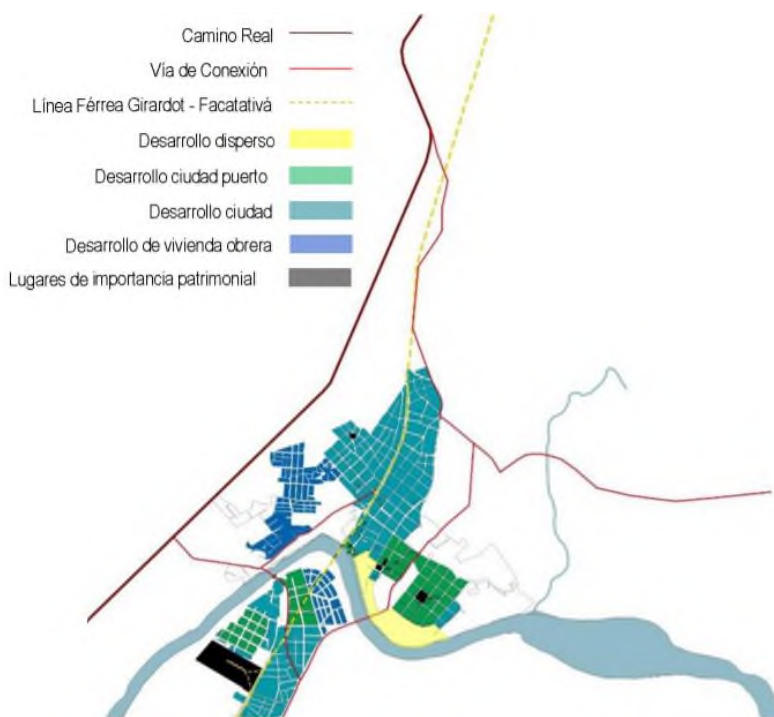 Camino Real
Vía de Conexión
Línea Férrea Girardot - Facatativá
Desarrollo disperso
Desarrollo ciudad puerto
Desarrollo ciudad
Desarrollo de vivienda obrera
Lugares de importancia patrimonial